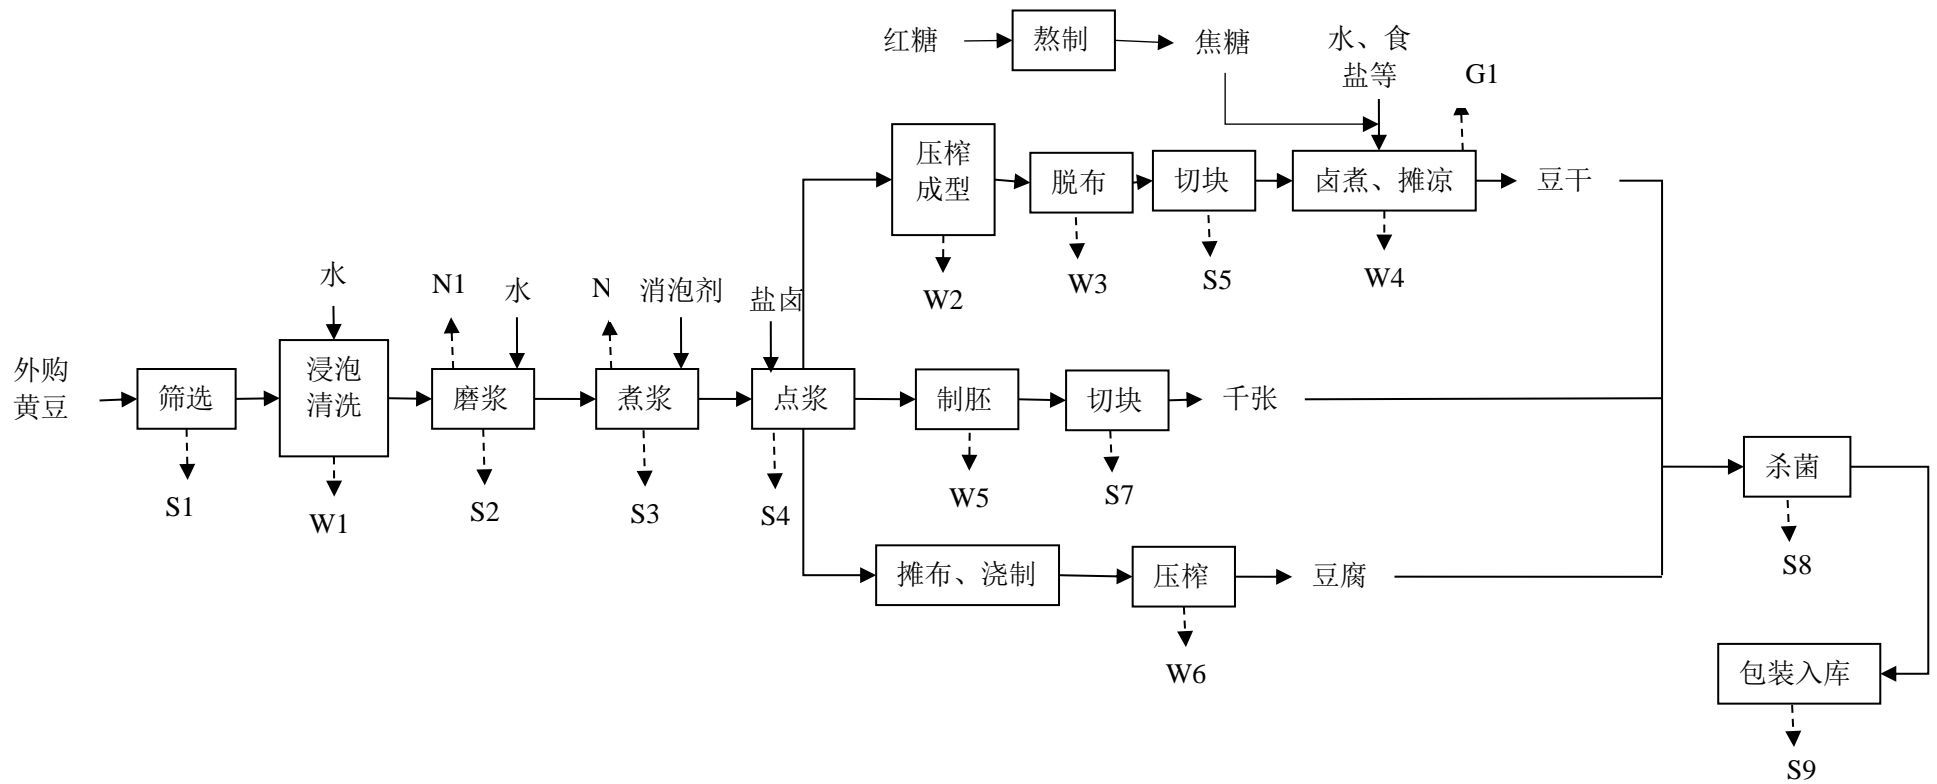 红糖
熬制
焦糖
水、食
盐等
G1
压榨
成型
脱布
切块
卤煮、摊凉
豆干
W2
W3
S5
W4
水
N1
水
N
消泡剂
盐卤
外购
黄豆
筛选
浸泡
清洗
磨浆
煮浆
点浆
制胚
切块
千张
S1
W1
S2
S3
S4
W5
S7
杀菌
S8
摊布、浇制
压榨
豆腐
W6
包装入库
S9